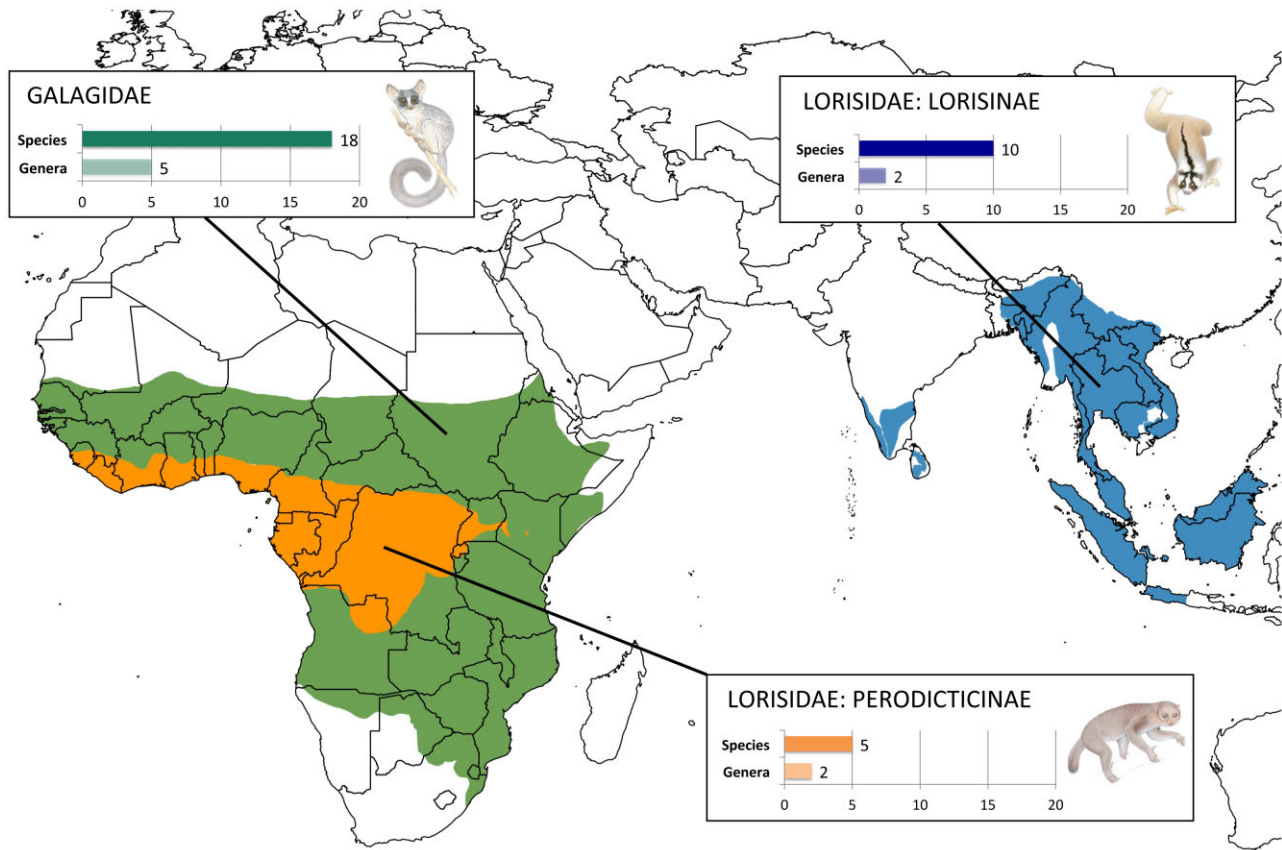 GALAGIDAE
Species 18
Genera 5
0 5 10 15 20
LORISIDAE: LORISINAE
Species 10
Genera 2
0 5 10 15 20
LORISIDAE: PERODICTICINAE
Species 5
Genera 2
0 5 10 15 20